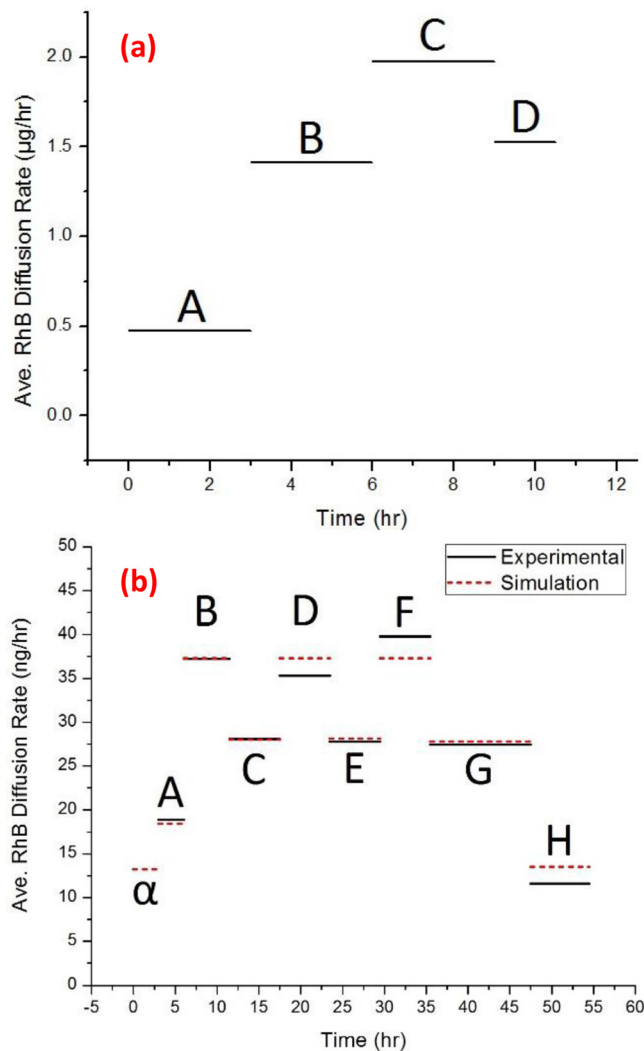 (a)
C
2.0
D
B
1.5
Ave. RhB Diffusion Rate (µg/hr)
1.0
A
0.5
0.0
0 2 4 6 8 10 12
Time (hr)
50
Experimental
(b)
Simulation
45
B D F
40
35
30
C E G
25
Ave. RhB Diffusion Rate (ng/hr)
A
20
15
H
α
10
5
0
-5 0 5 10 15 20 25 30 35 40 45 50 55 60
Time (hr)